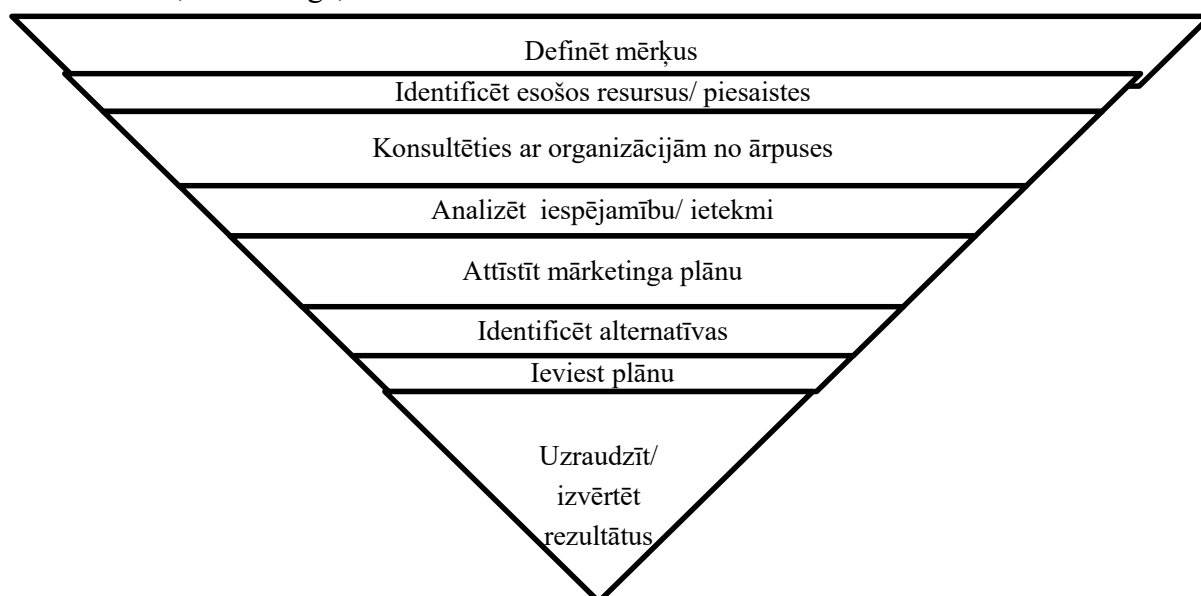 Definēt mērķus
Identificēt esošos resursus/ piesaistes
Konsultēties ar organizācijām no ārpuses
Analizēt iespējamību/ ietekmi
Attīstīt mārketinga plānu
Identificēt alternatīvas
Ieviest plānu
Uzraudzīt/
izvērtēt
rezultātus